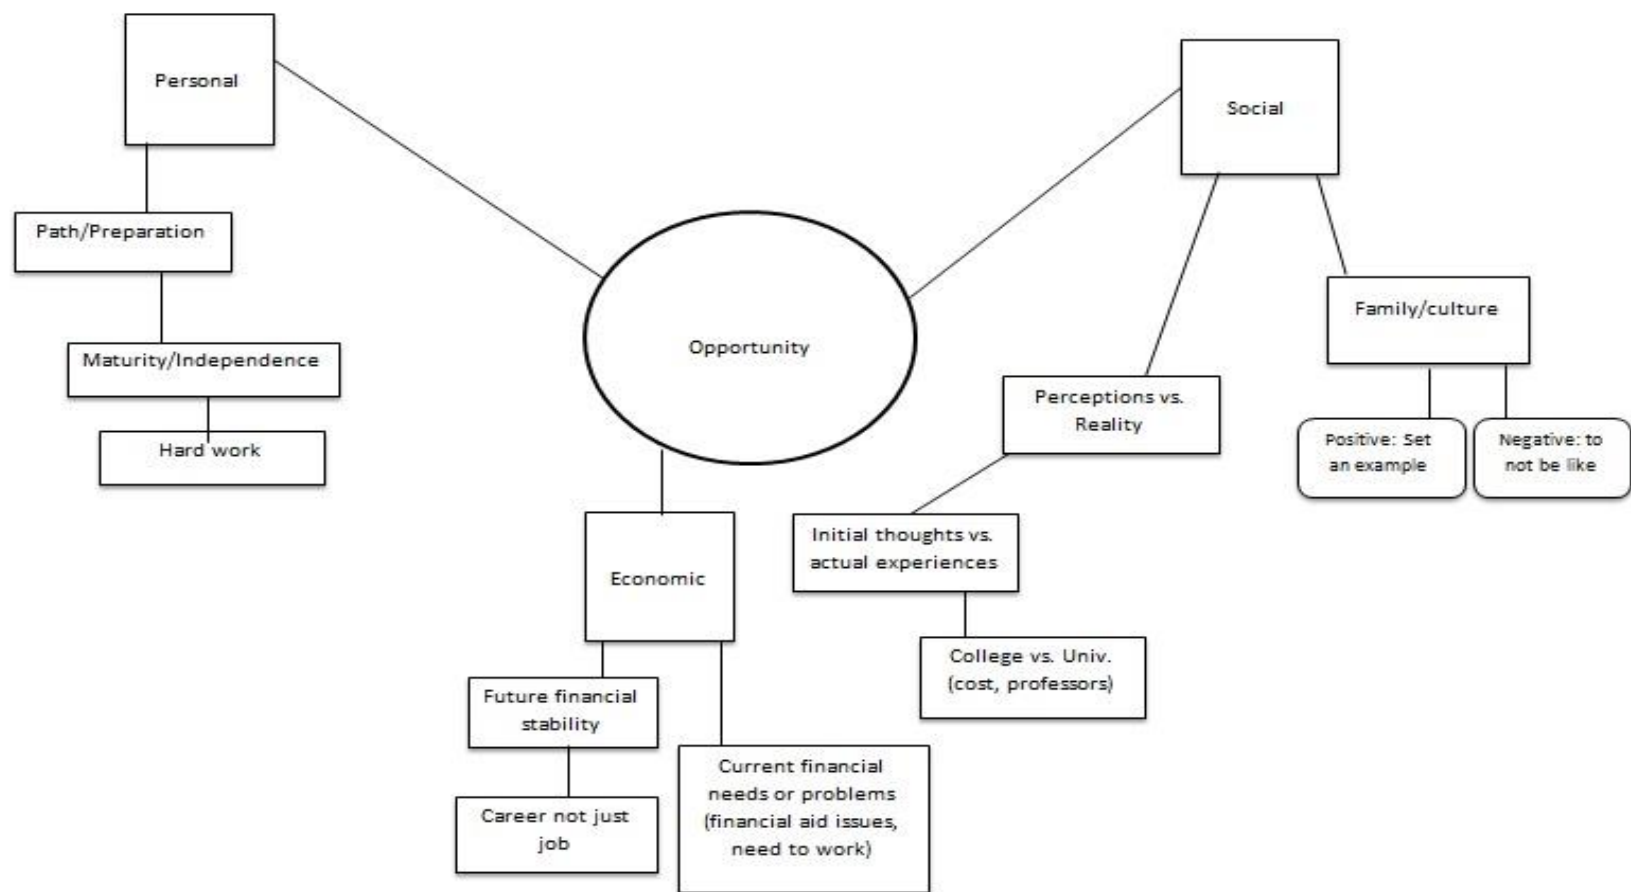 Personal
Social
Path/Preparation
Family/culture
Opportunity
Maturity/Independence
Perceptions vs.
Reality
Hard work
Positive: Set
an example
Negative: to
not be like
Initial thoughts vs.
actual experiences
Economic
College vs. Univ.
(cost, professors)
Future financial
stability
Current financial
needs or problems
(financial aid issues,
need to work)
Career not just
job